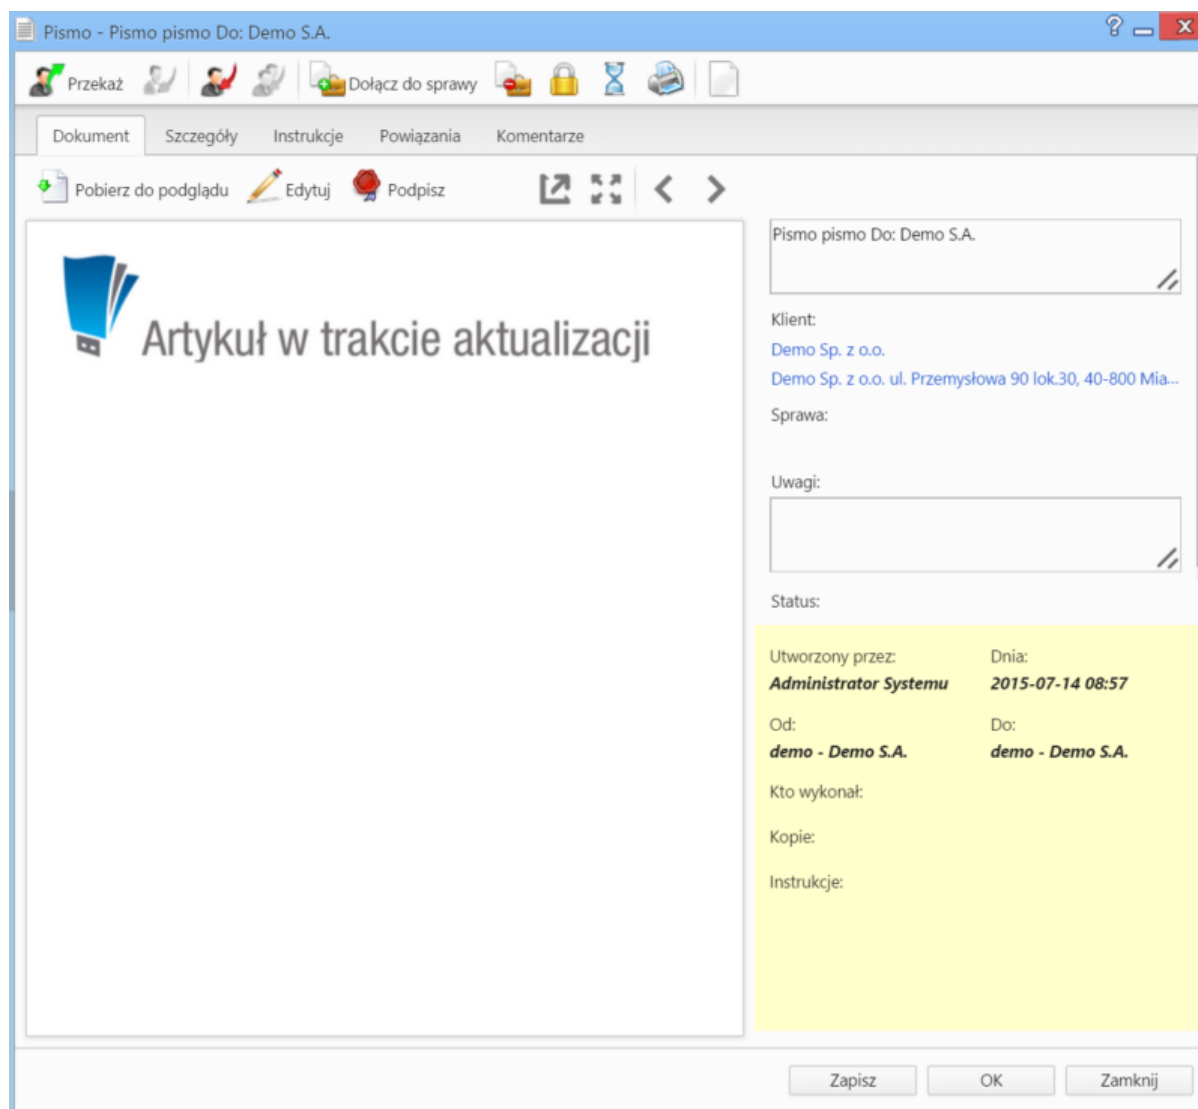 Pismo - Pismo pismo Do: Demo S.A.
Przekaż Dołącz do sprawy
Dokument Szczegóły Instrukcje Powiązania Komentarze
Pobierz do podglądu Edytuj Podpisz
Artykuł w trakcie aktualizacji
Pismo pismo Do: Demo S.A.
Klient:
Demo Sp. z o.o.
Demo Sp. z o.o. ul. Przemysłowa 90 lok.30, 40-800 Mia...
Sprawa:
Uwagi:
Status:
Utworzony przez: Dnia:
Administrator Systemu 2015-07-14 08:57
Od: Do:
demo - Demo S.A. demo - Demo S.A.
Kto wykonał:
Kopie:
Instrukcje:
Zapisz OK Zamknij